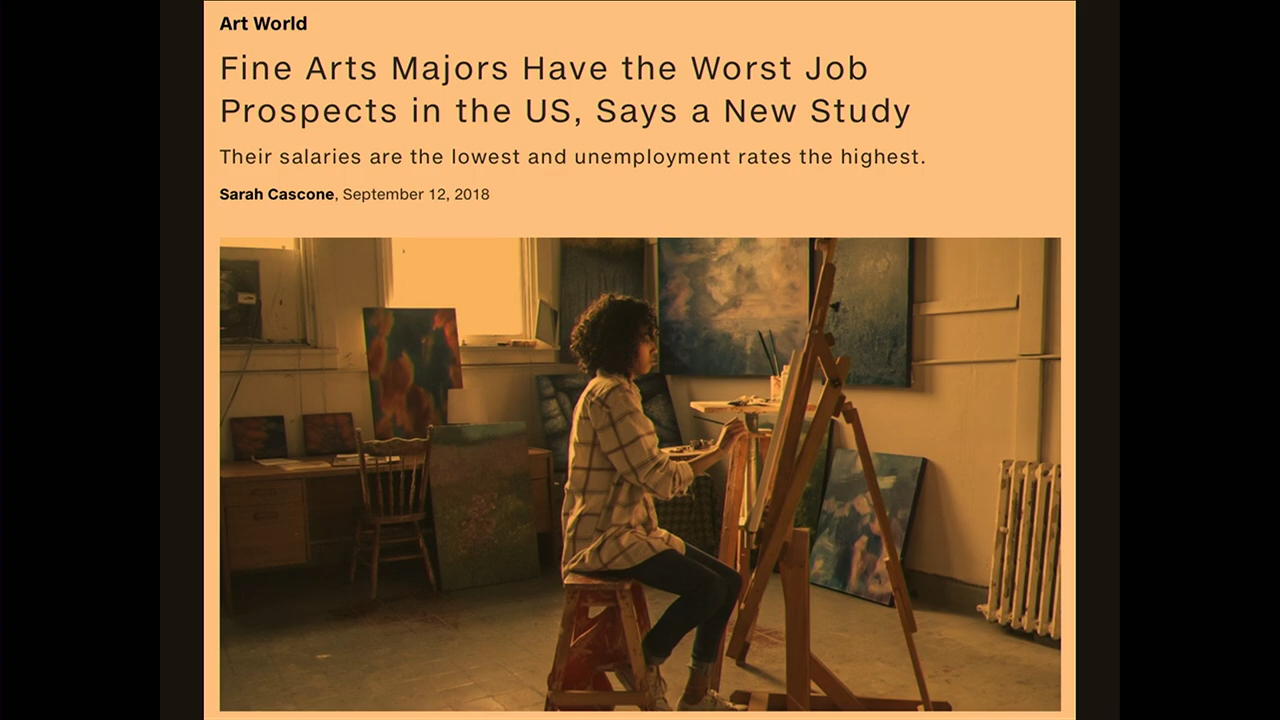 Art World
Fine Arts Majors Have the Worst Job
Prospects in the US, Says a New Study
Their salaries are the lowest and unemployment rates the highest.
Sarah Cascone, September 12, 2018